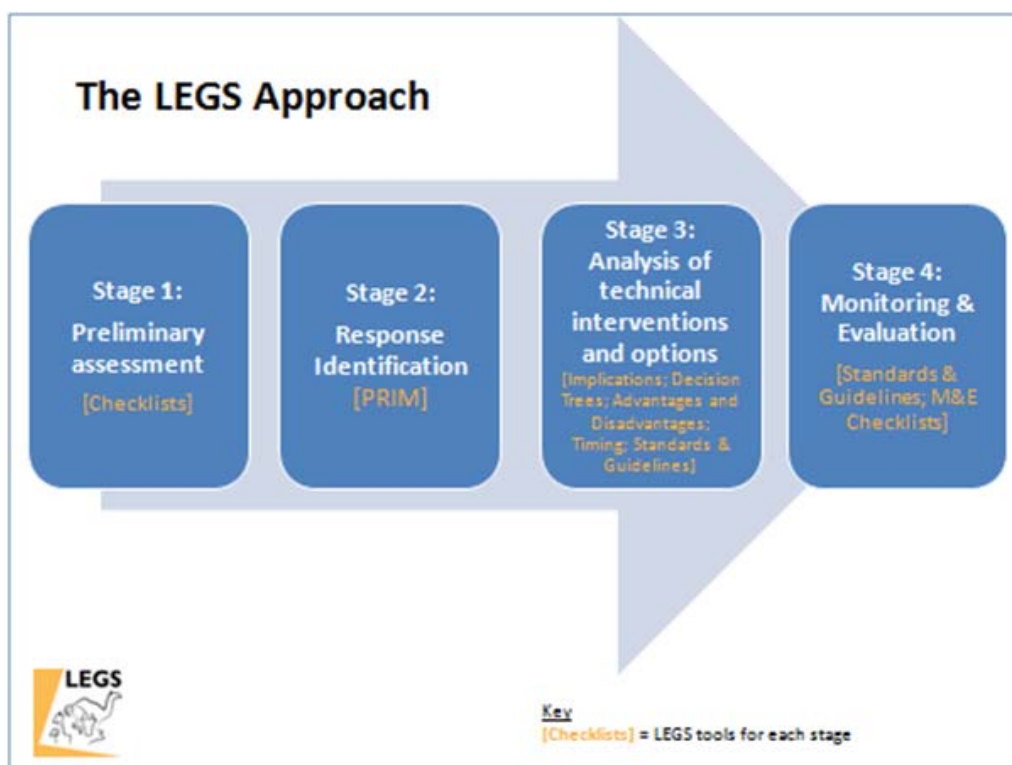 The LEGS Approach
Stage 1:
Preliminary
assessment
[Checklists]
Stage 2:
Response
Identification
[PRIM]
Stage 3:
Analysis of
technical
interventions
and options
[Implications; Decision
Trees; Advantages and
Disadvantages;
Timing; Standards &
Guidelines]
Stage 4:
Monitoring &
Evaluation
[Standards &
Guidelines; M&E
Checklists]
LEGS
Key
[Checklists] = LEGS tools for each stage